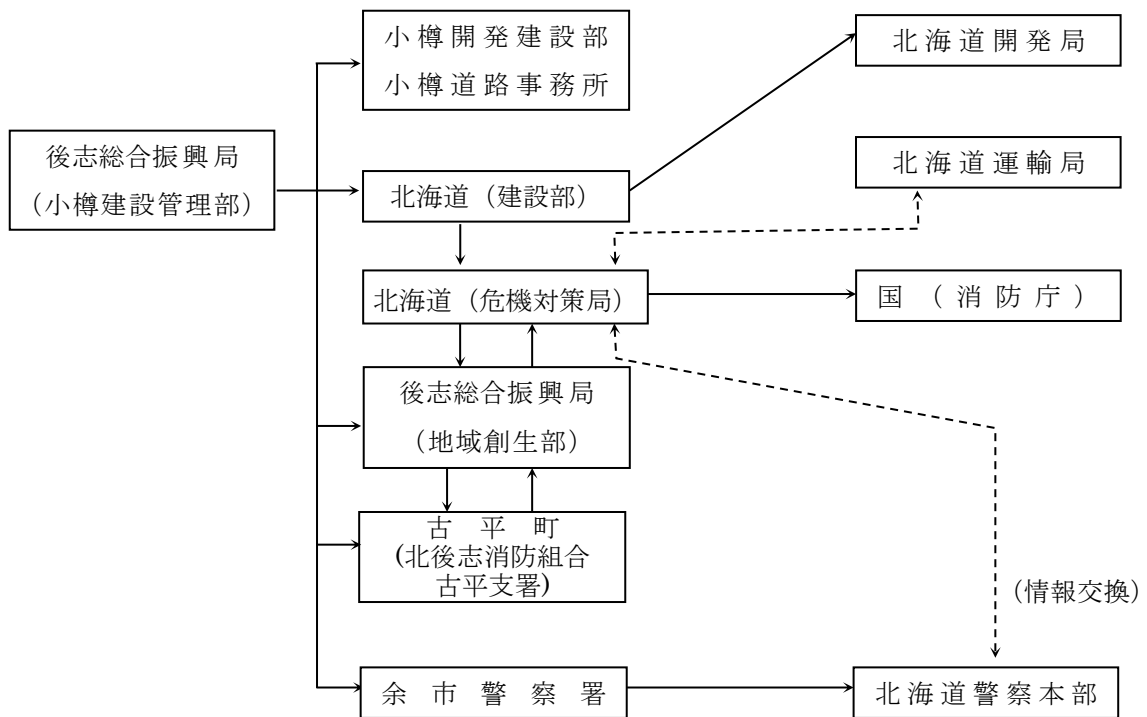 後志総合振興局
（小樽建設管理部）
小樽開発建設部
小樽道路事務所
北海道（建設部）
北海道（危機対策局）
後志総合振興局
（地域創生部）
古平町
(北後志消防組合
古平支署)
余市警察署
北海道開発局
北海道運輸局
国（消防庁）
（情報交換）
北海道警察本部